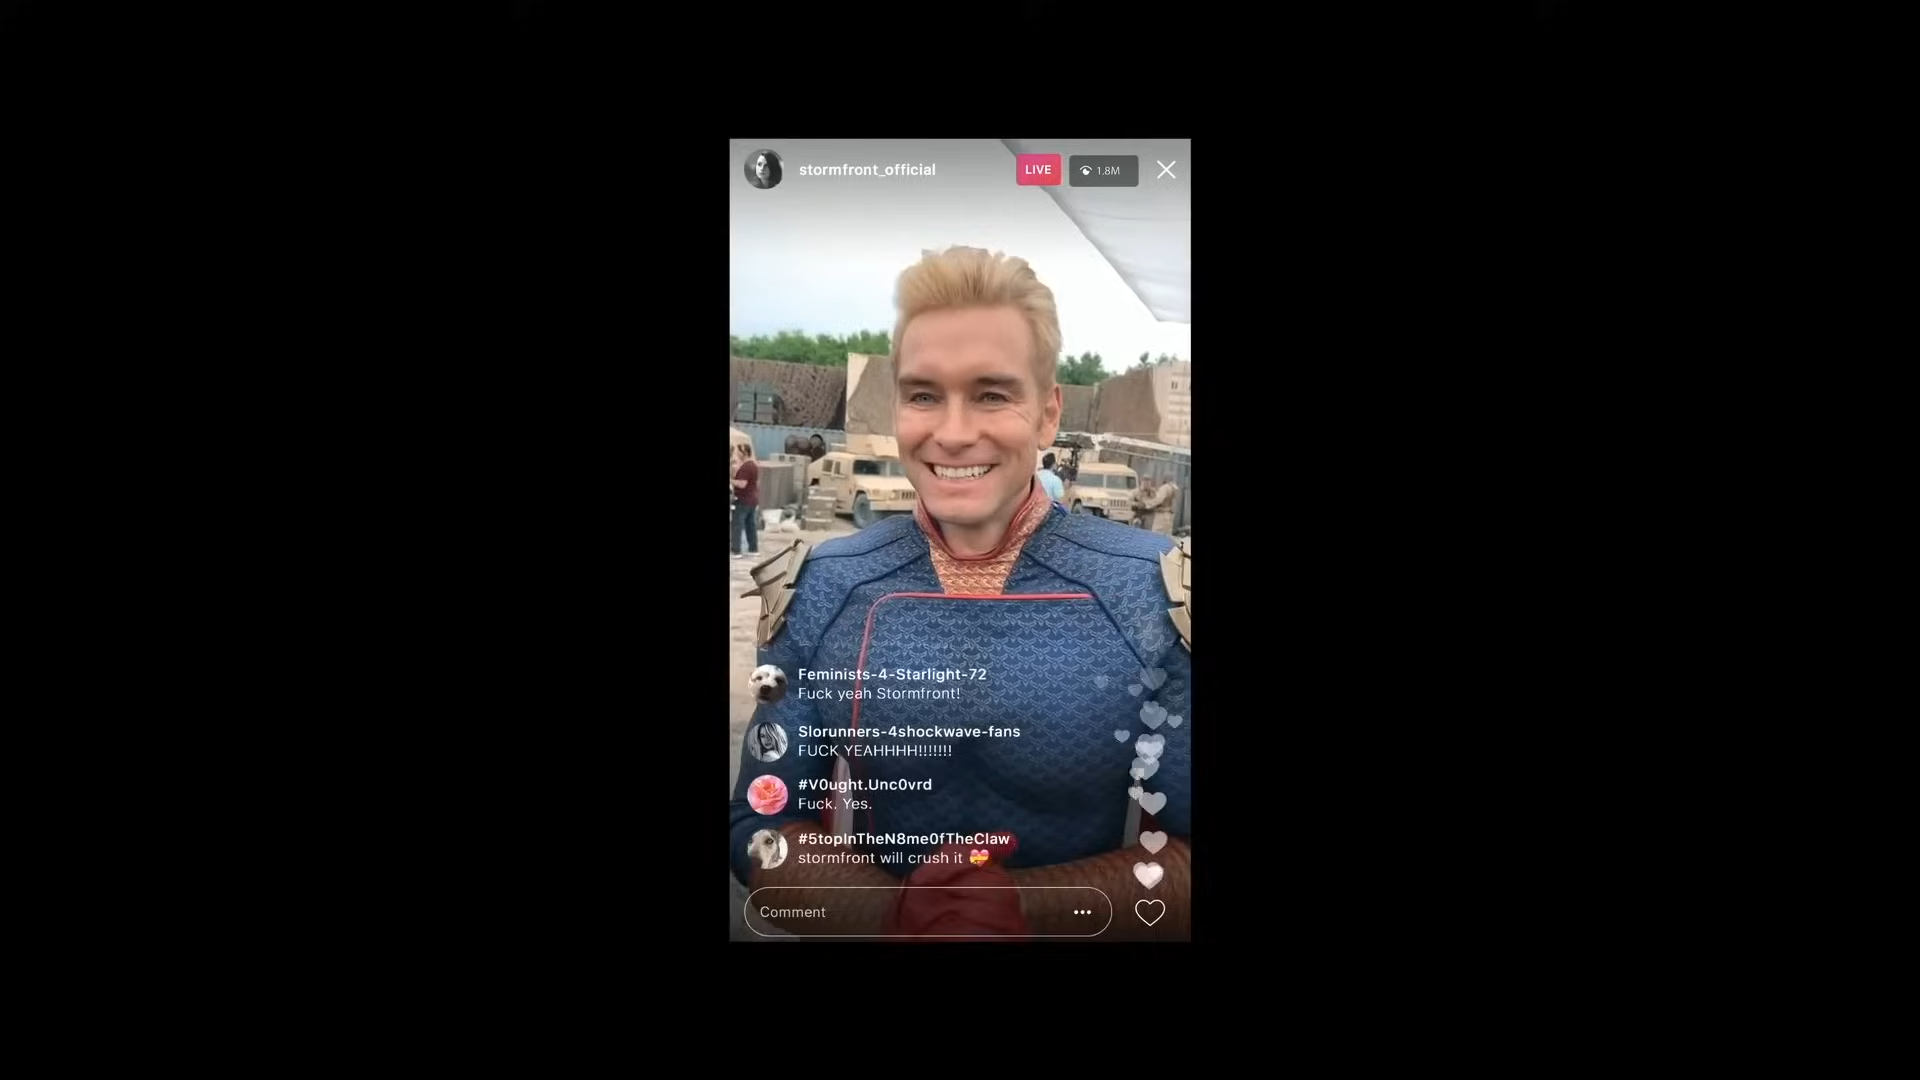 stormfront_official
LIVE
1.8M
Feminists-4-Starlight-72
Fuck yeah Stormfront!
Slorunners-4shockwave-fans
FUCK YEAHHHH!!!!!!!
#V0ught.Unc0vrd
Fuck. Yes.
#5topInTheN8me0fTheClaw
stormfront will crush it 💝
Comment